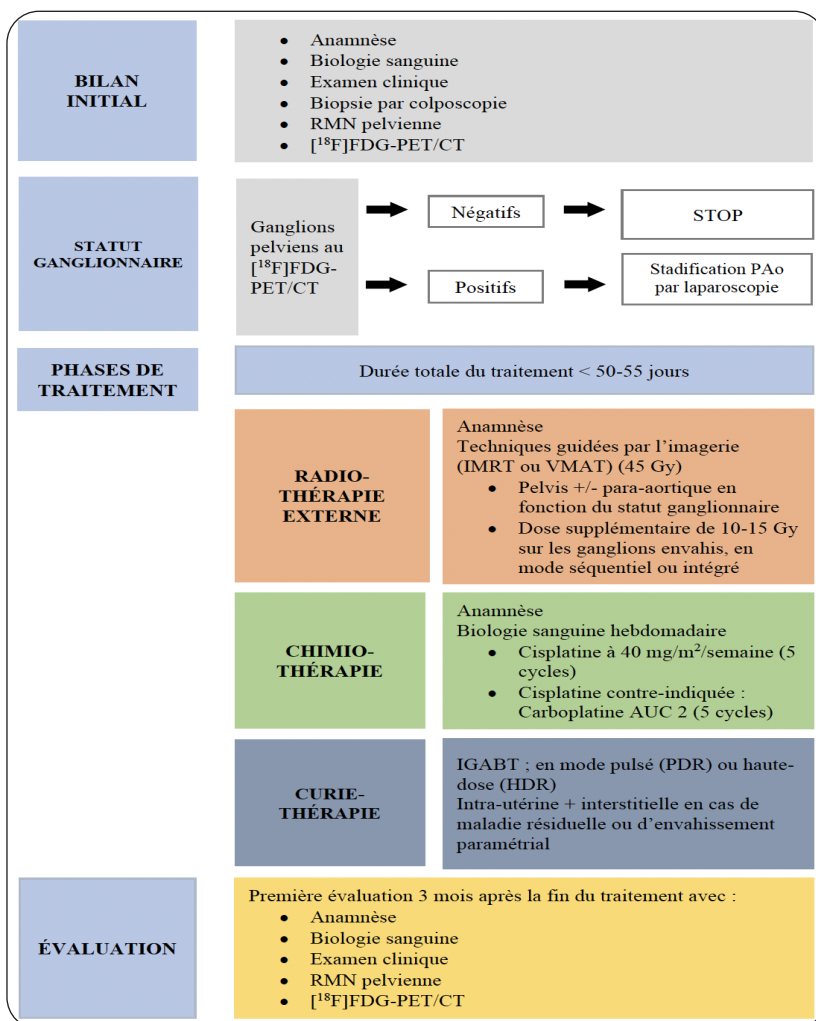 BILAN
INITIAL
• Anamnèse
• Biologie sanguine
• Examen clinique
• Biopsie par colposcopie
• RMN pelvienne
• [¹⁸F]FDG-PET/CT
STATUT
GANGLIONNAIRE
Ganglions
pelviens au
[¹⁸F]FDG-
PET/CT
Négatifs
STOP
Positifs
Stadification PAo
par laparoscopie
PHASES DE
TRAITEMENT
Durée totale du traitement < 50-55 jours
RADIO-
THÉRAPIE
EXTERNE
Anamnèse
Techniques guidées par l'imagerie
(IMRT ou VMAT) (45 Gy)
• Pelvis +/- para-aortique en
fonction du statut ganglionnaire
• Dose supplémentaire de 10-15 Gy
sur les ganglions envahis, en
mode séquentiel ou intégré
CHIMIO-
THÉRAPIE
Anamnèse
Biologie sanguine hebdomadaire
• Cisplatine à 40 mg/m²/semaine (5
cycles)
• Cisplatine contre-indiquée :
Carboplatine AUC 2 (5 cycles)
CURIE-
THÉRAPIE
IGABT ; en mode pulsé (PDR) ou haute-
dose (HDR)
Intra-utérine + interstitielle en cas de
maladie résiduelle ou d'envahissement
paramétrial
ÉVALUATION
Première évaluation 3 mois après la fin du traitement avec :
• Anamnèse
• Biologie sanguine
• Examen clinique
• RMN pelvienne
• [¹⁸F]FDG-PET/CT